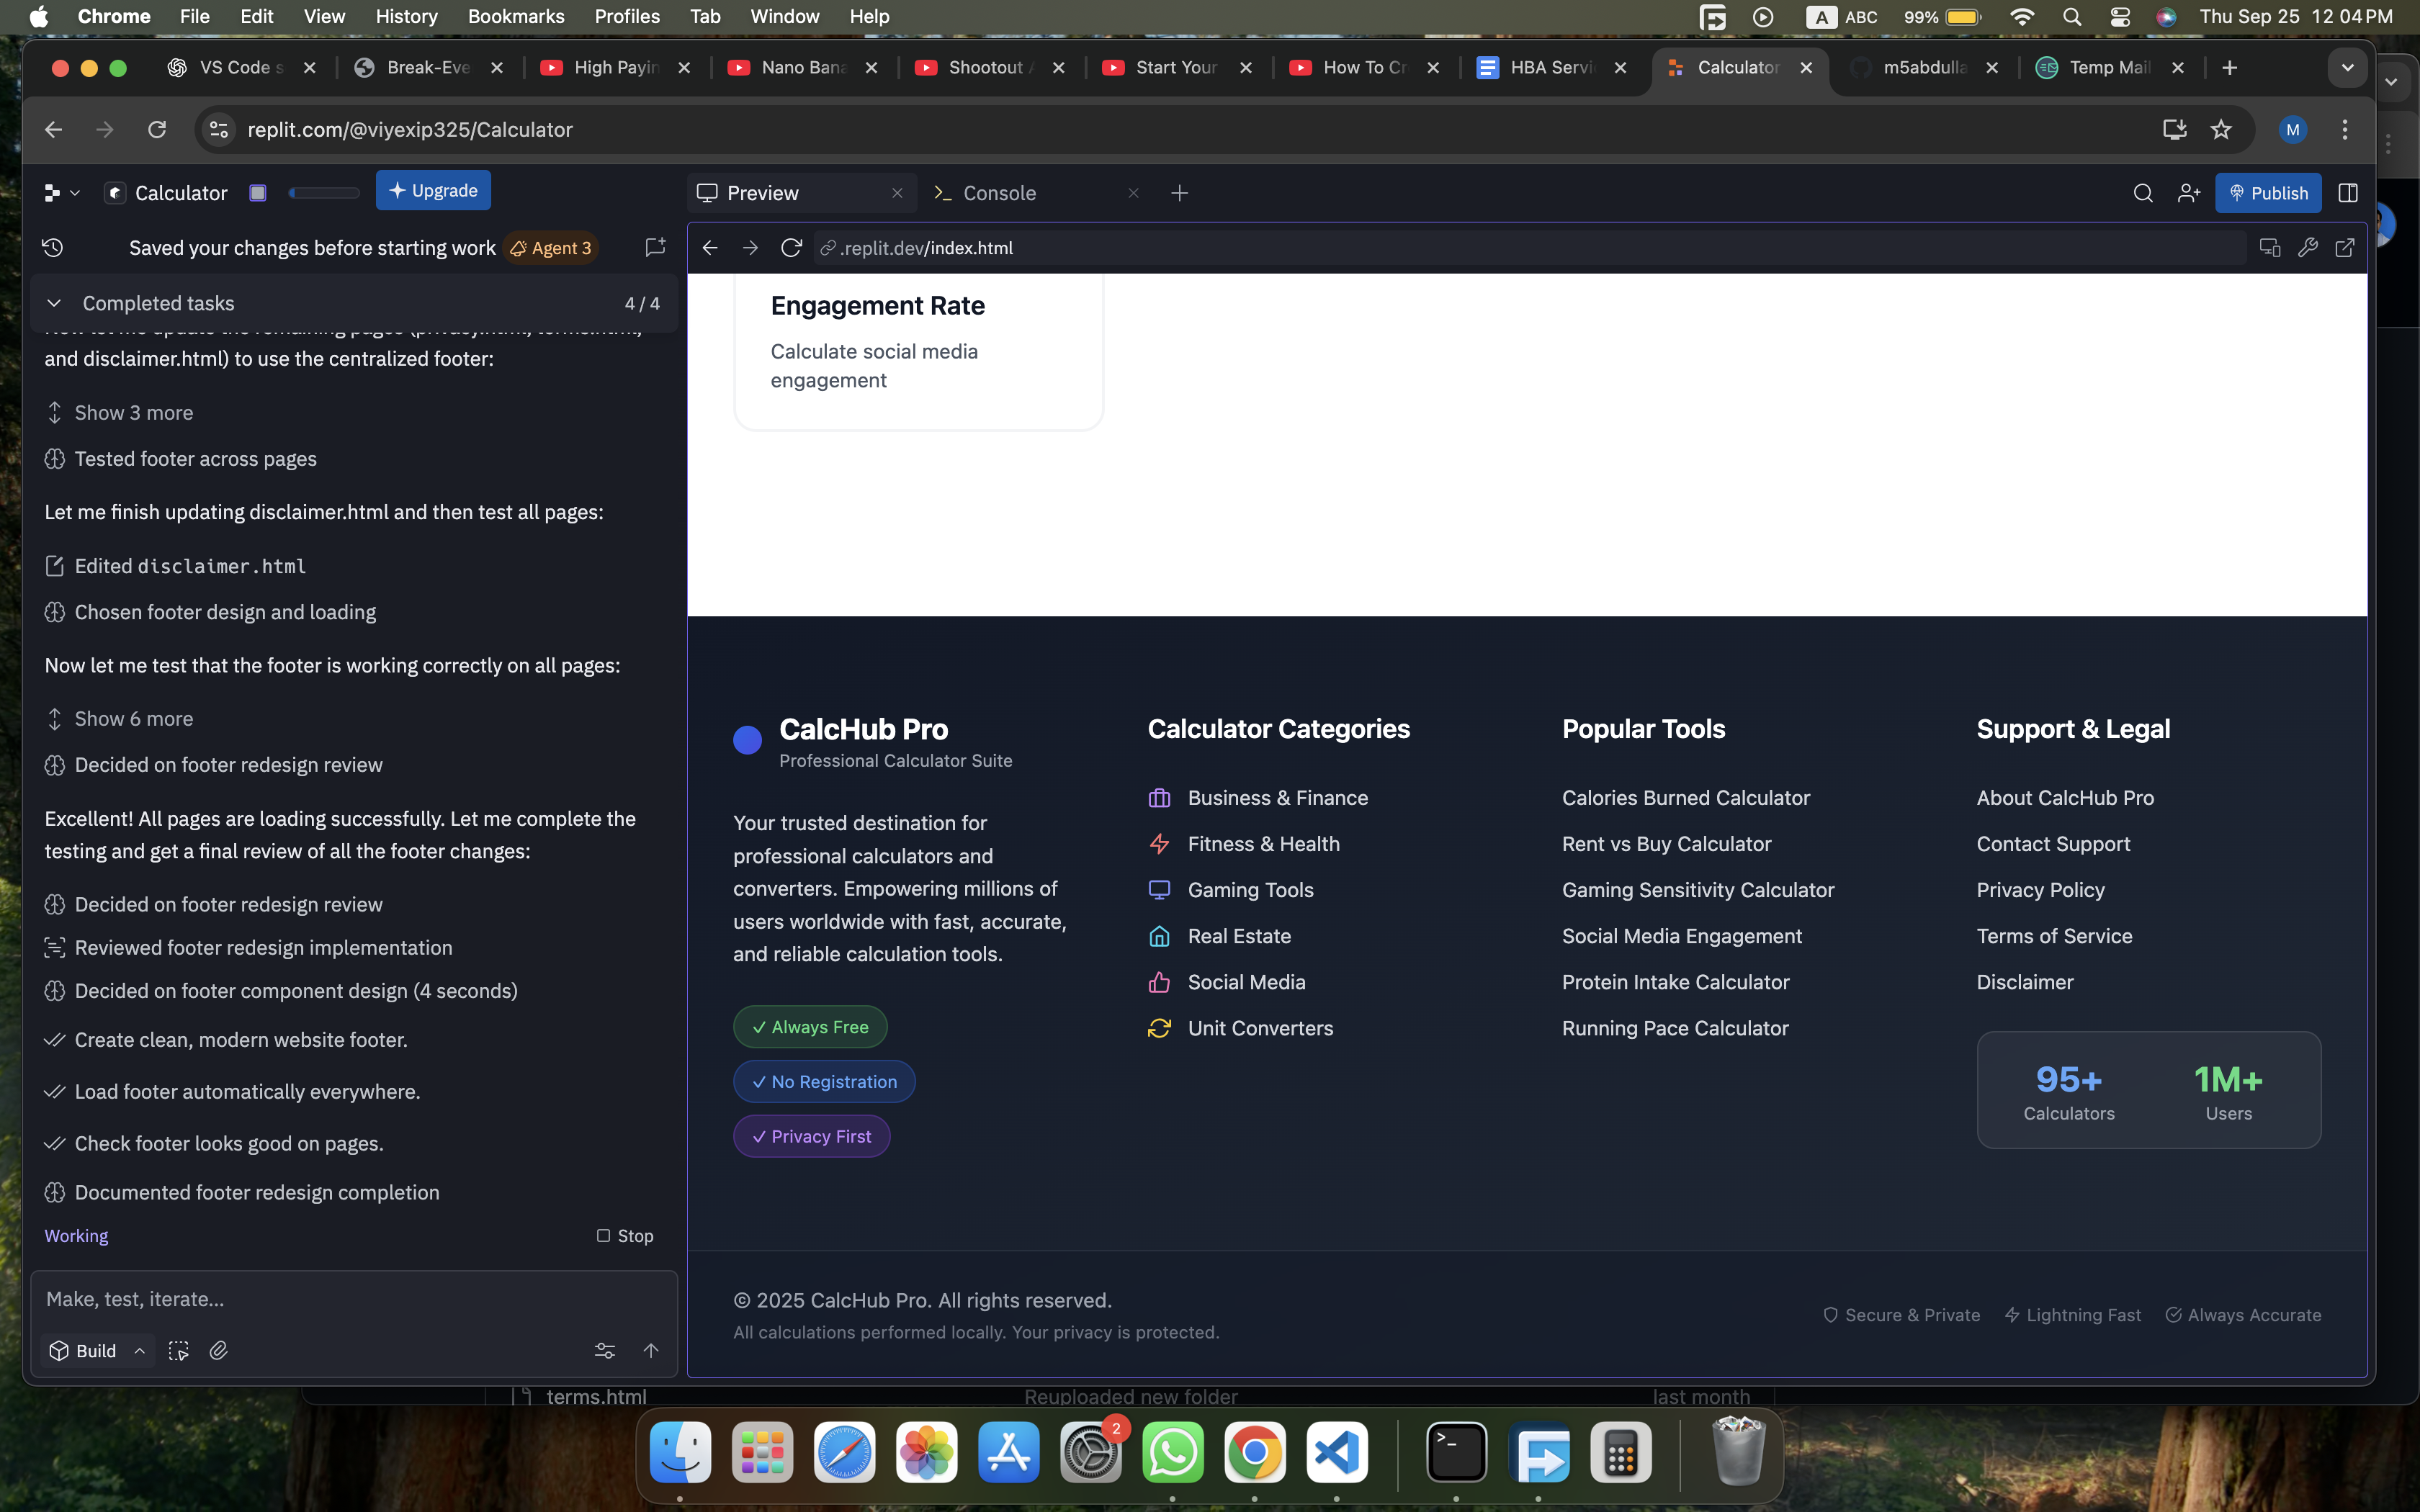 Chrome File Edit View History Bookmarks Profiles Tab Window Help
A ABC 99% Thu Sep 25 12 04 PM
VS Code s
Break-Eve
High Payin
Nano Bana
Shootout
Start Your
How To Cr
HBA Servi
Calculator
m5abdulla
Temp Mail
replit.com/@viyexip325/Calculator
M
Calculator
Upgrade
Preview
Console
Publish
Saved your changes before starting work
Agent 3
.replit.dev/index.html
Completed tasks
4 / 4
Now let me update the remaining pages (privacy.html, terms.html,
and disclaimer.html) to use the centralized footer:
Show 3 more
Tested footer across pages
Let me finish updating disclaimer.html and then test all pages:
Edited disclaimer.html
Chosen footer design and loading
Now let me test that the footer is working correctly on all pages:
Show 6 more
Decided on footer redesign review
Excellent! All pages are loading successfully. Let me complete the
testing and get a final review of all the footer changes:
Decided on footer redesign review
Reviewed footer redesign implementation
Decided on footer component design (4 seconds)
Create clean, modern website footer.
Load footer automatically everywhere.
Check footer looks good on pages.
Documented footer redesign completion
Working
Stop
Make, test, iterate...
Build
Engagement Rate
Calculate social media
engagement
CalcHub Pro
Professional Calculator Suite
Your trusted destination for
professional calculators and
converters. Empowering millions of
users worldwide with fast, accurate,
and reliable calculation tools.
✓ Always Free
✓ No Registration
✓ Privacy First
Calculator Categories
Business & Finance
Fitness & Health
Gaming Tools
Real Estate
Social Media
Unit Converters
Popular Tools
Calories Burned Calculator
Rent vs Buy Calculator
Gaming Sensitivity Calculator
Social Media Engagement
Protein Intake Calculator
Running Pace Calculator
Support & Legal
About CalcHub Pro
Contact Support
Privacy Policy
Terms of Service
Disclaimer
95+
Calculators
1M+
Users
© 2025 CalcHub Pro. All rights reserved.
All calculations performed locally. Your privacy is protected.
Secure & Private
Lightning Fast
Always Accurate
terms.html
Reuploaded new folder
last month
2